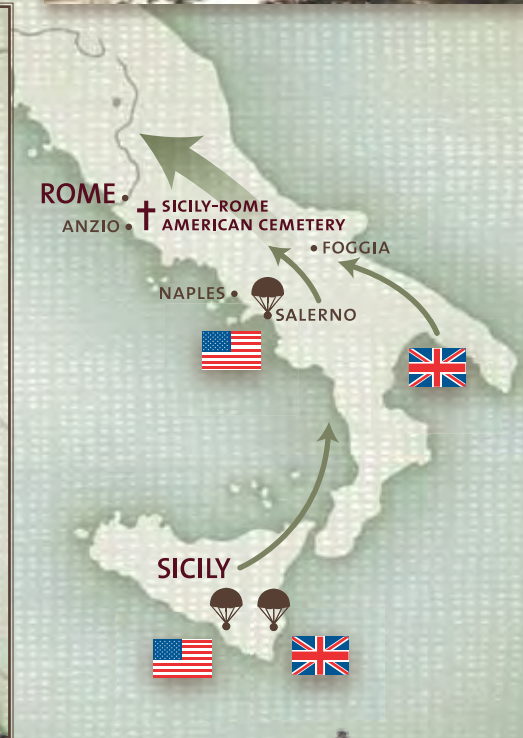 ROME
SICILY-ROME
AMERICAN CEMETERY
ANZIO
FOGGIA
NAPLES
SALERNO
SICILY